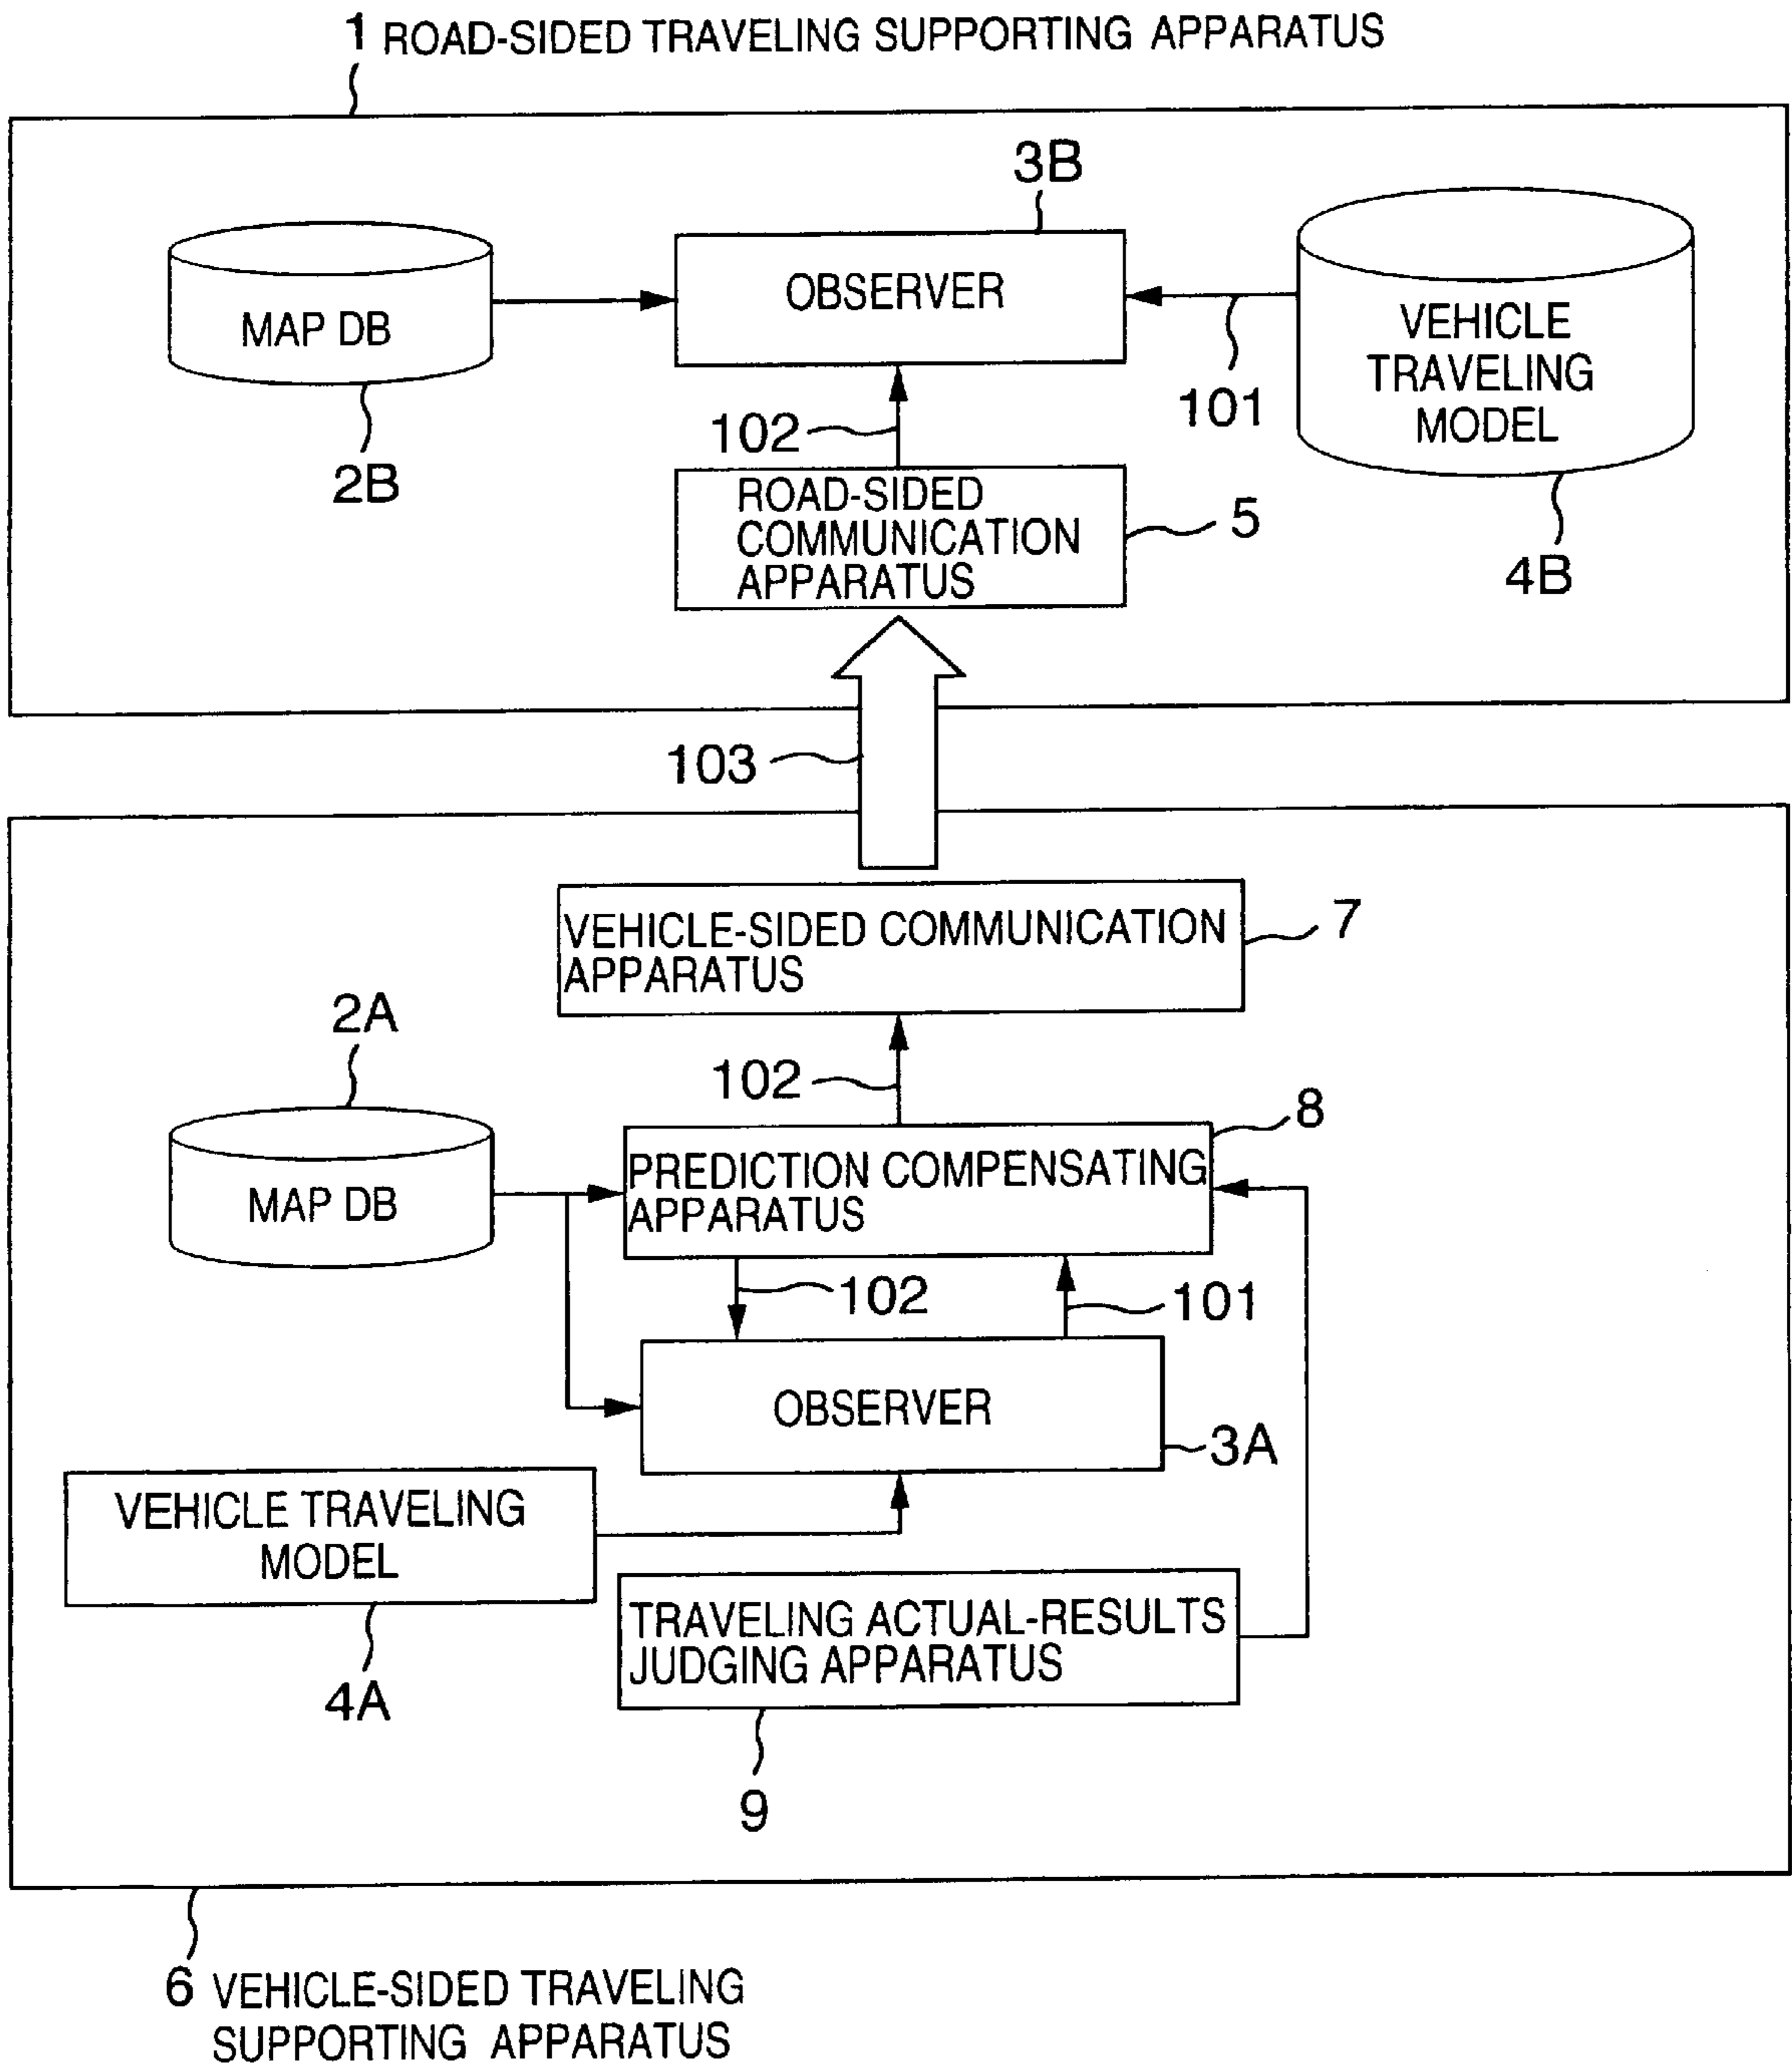 1 ROAD-SIDED TRAVELING SUPPORTING APPARATUS
3B
OBSERVER
MAP DB
VEHICLE
TRAVELING
MODEL
101
102
2B
ROAD-SIDED
COMMUNICATION
APPARATUS
5
4B
103
VEHICLE-SIDED COMMUNICATION
APPARATUS
7
2A
102
8
MAP DB
PREDICTION COMPENSATING
APPARATUS
102
101
OBSERVER
3A
VEHICLE TRAVELING
MODEL
4A
TRAVELING ACTUAL-RESULTS
JUDGING APPARATUS
9
6 VEHICLE-SIDED TRAVELING
SUPPORTING APPARATUS